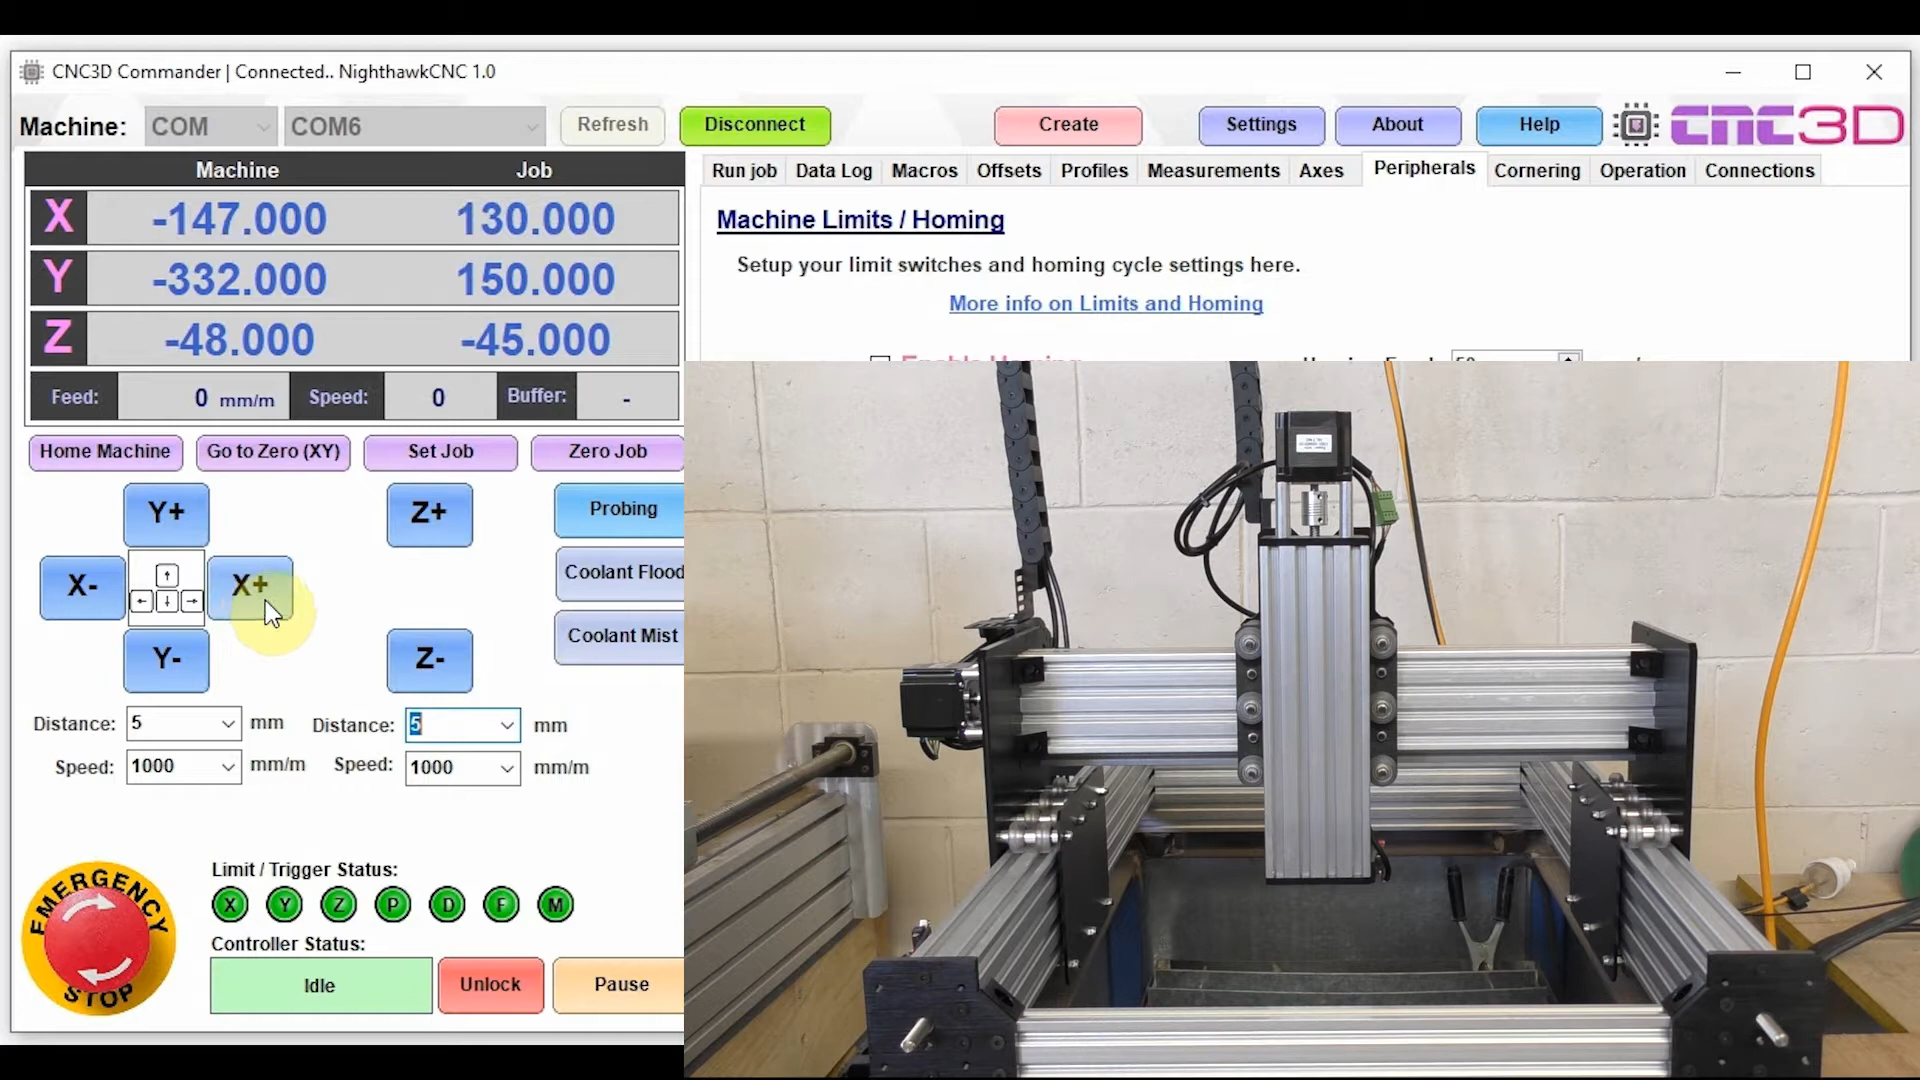 CNC3D Commander | Connected.. NighthawkCNC 1.0
Machine: COM COM6 Refresh Disconnect Create Settings About Help CNC3D
Machine Job
X -147.000 130.000
Y -332.000 150.000
Z -48.000 -45.000
Feed: 0 mm/m Speed: 0 Buffer: -
Home Machine Go to Zero (XY) Set Job Zero Job
Y+ Z+ Probing
X- X+ Coolant Flood
Y- Z- Coolant Mist
Distance: 5 mm Distance: 5 mm
Speed: 1000 mm/m Speed: 1000 mm/m
EMERGENCY
STOP
Limit / Trigger Status:
X Y Z P D F M
Controller Status:
Idle Unlock Pause
Run job Data Log Macros Offsets Profiles Measurements Axes Peripherals Cornering Operation Connections
Machine Limits / Homing
Setup your limit switches and homing cycle settings here.
More info on Limits and Homing
Enable Homing